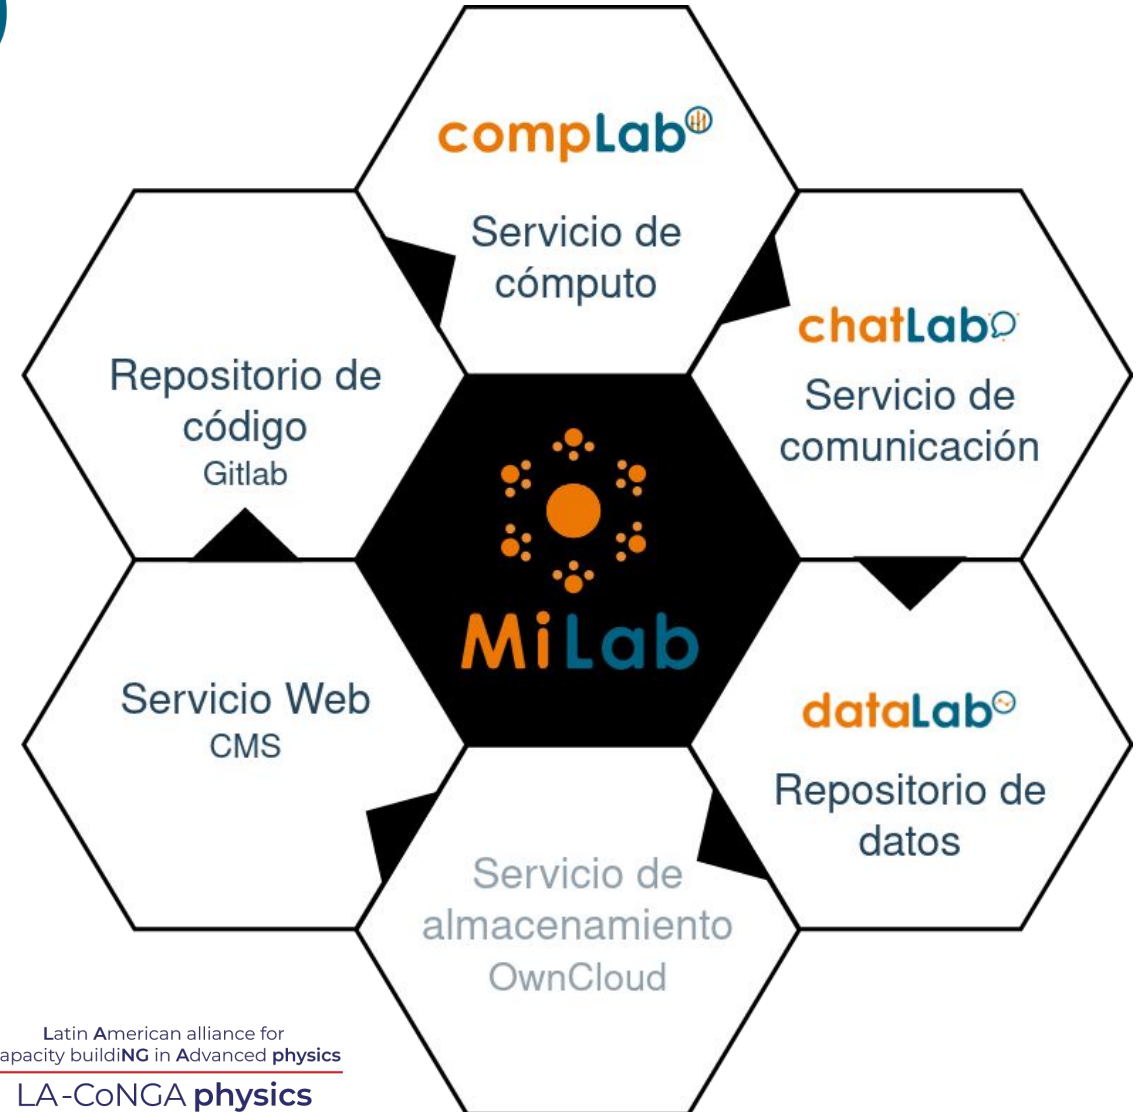 compLab
Servicio de
cómputo
chatLab
Servicio de
comunicación
Repositorio de
código
Gitlab
MiLab
Servicio Web
CMS
dataLab
Repositorio de
datos
Servicio de
almacenamiento
OwnCloud
Latin American alliance for
apacity buildiNG in Advanced physics
LA-CoNGA physics